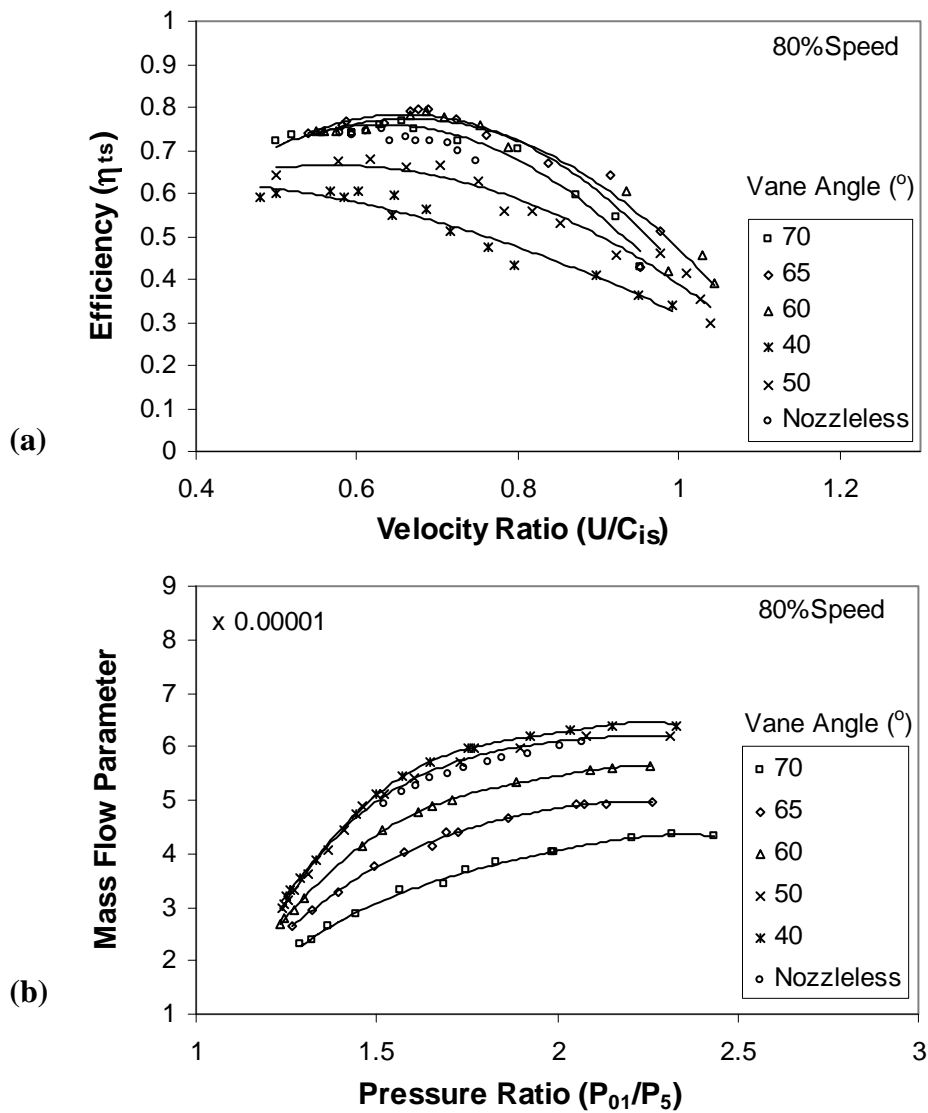 80%Speed
1
0.9
0.8
0.7
0.6
0.5
0.4
0.3
0.2
0.1
0
Efficiency (ηts)
Vane Angle (o)
70
65
60
40
50
Nozzleless
(a)
0.4 0.6 0.8 1 1.2
Velocity Ratio (U/Cis)
80%Speed
x 0.00001
9
8
7
6
5
4
3
2
1
Mass Flow Parameter
Vane Angle (o)
70
65
60
50
40
Nozzleless
(b)
1 1.5 2 2.5 3
Pressure Ratio (P01/P5)